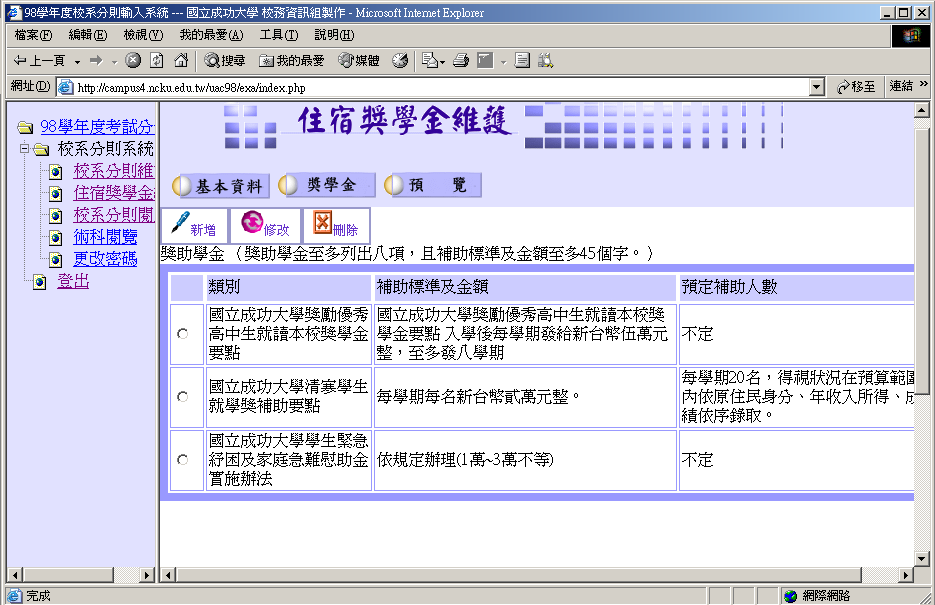 98學年度校系分則輸入系統 --- 國立成功大學 校務資訊組製作 - Microsoft Internet Explorer
檔案(F) 編輯(E) 檢視(V) 我的最愛(A) 工具(T) 說明(H)
上一頁 搜尋 我的最愛 媒體
網址(D) http://campus4.ncku.edu.tw/uac98/exa/index.php 移至 連結 »
98學年度考試分
校系分則系統
校系分則維
住宿獎學金
校系分則閱
術科閱覽
更改密碼
登出
住宿獎學金維護
基本資料 獎學金 預 覽
新增 修改 刪除
獎助學金 (獎助學金至多列出八項,且補助標準及金額至多45個字。)
類別 補助標準及金額 預定補助人數
國立成功大學獎勵優秀
高中生就讀本校獎學金
要點
國立成功大學獎勵優秀高中生就讀本校獎
學金要點 入學後每學期發給新台幣伍萬元
整,至多發八學期
不定
國立成功大學清寒學生
就學獎補助要點
每學期每名新台幣貳萬元整。
每學期20名,得視狀況在預算範圍
內依原住民身分、年收入所得、成
績依序錄取。
國立成功大學學生緊急
紓困及家庭急難慰助金
實施辦法
依規定辦理(1萬~3萬不等)
不定
完成 網際網路